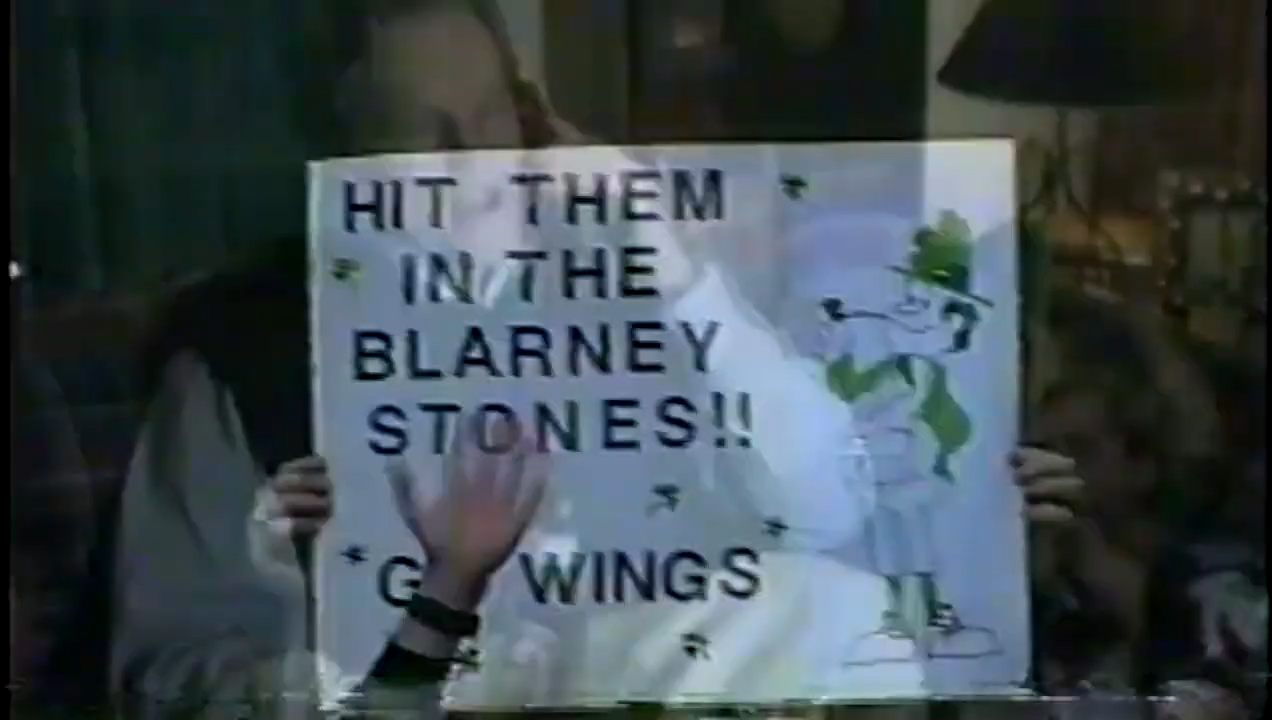 HIT THEM
IN THE
BLARNEY
STONES!!
G WINGS